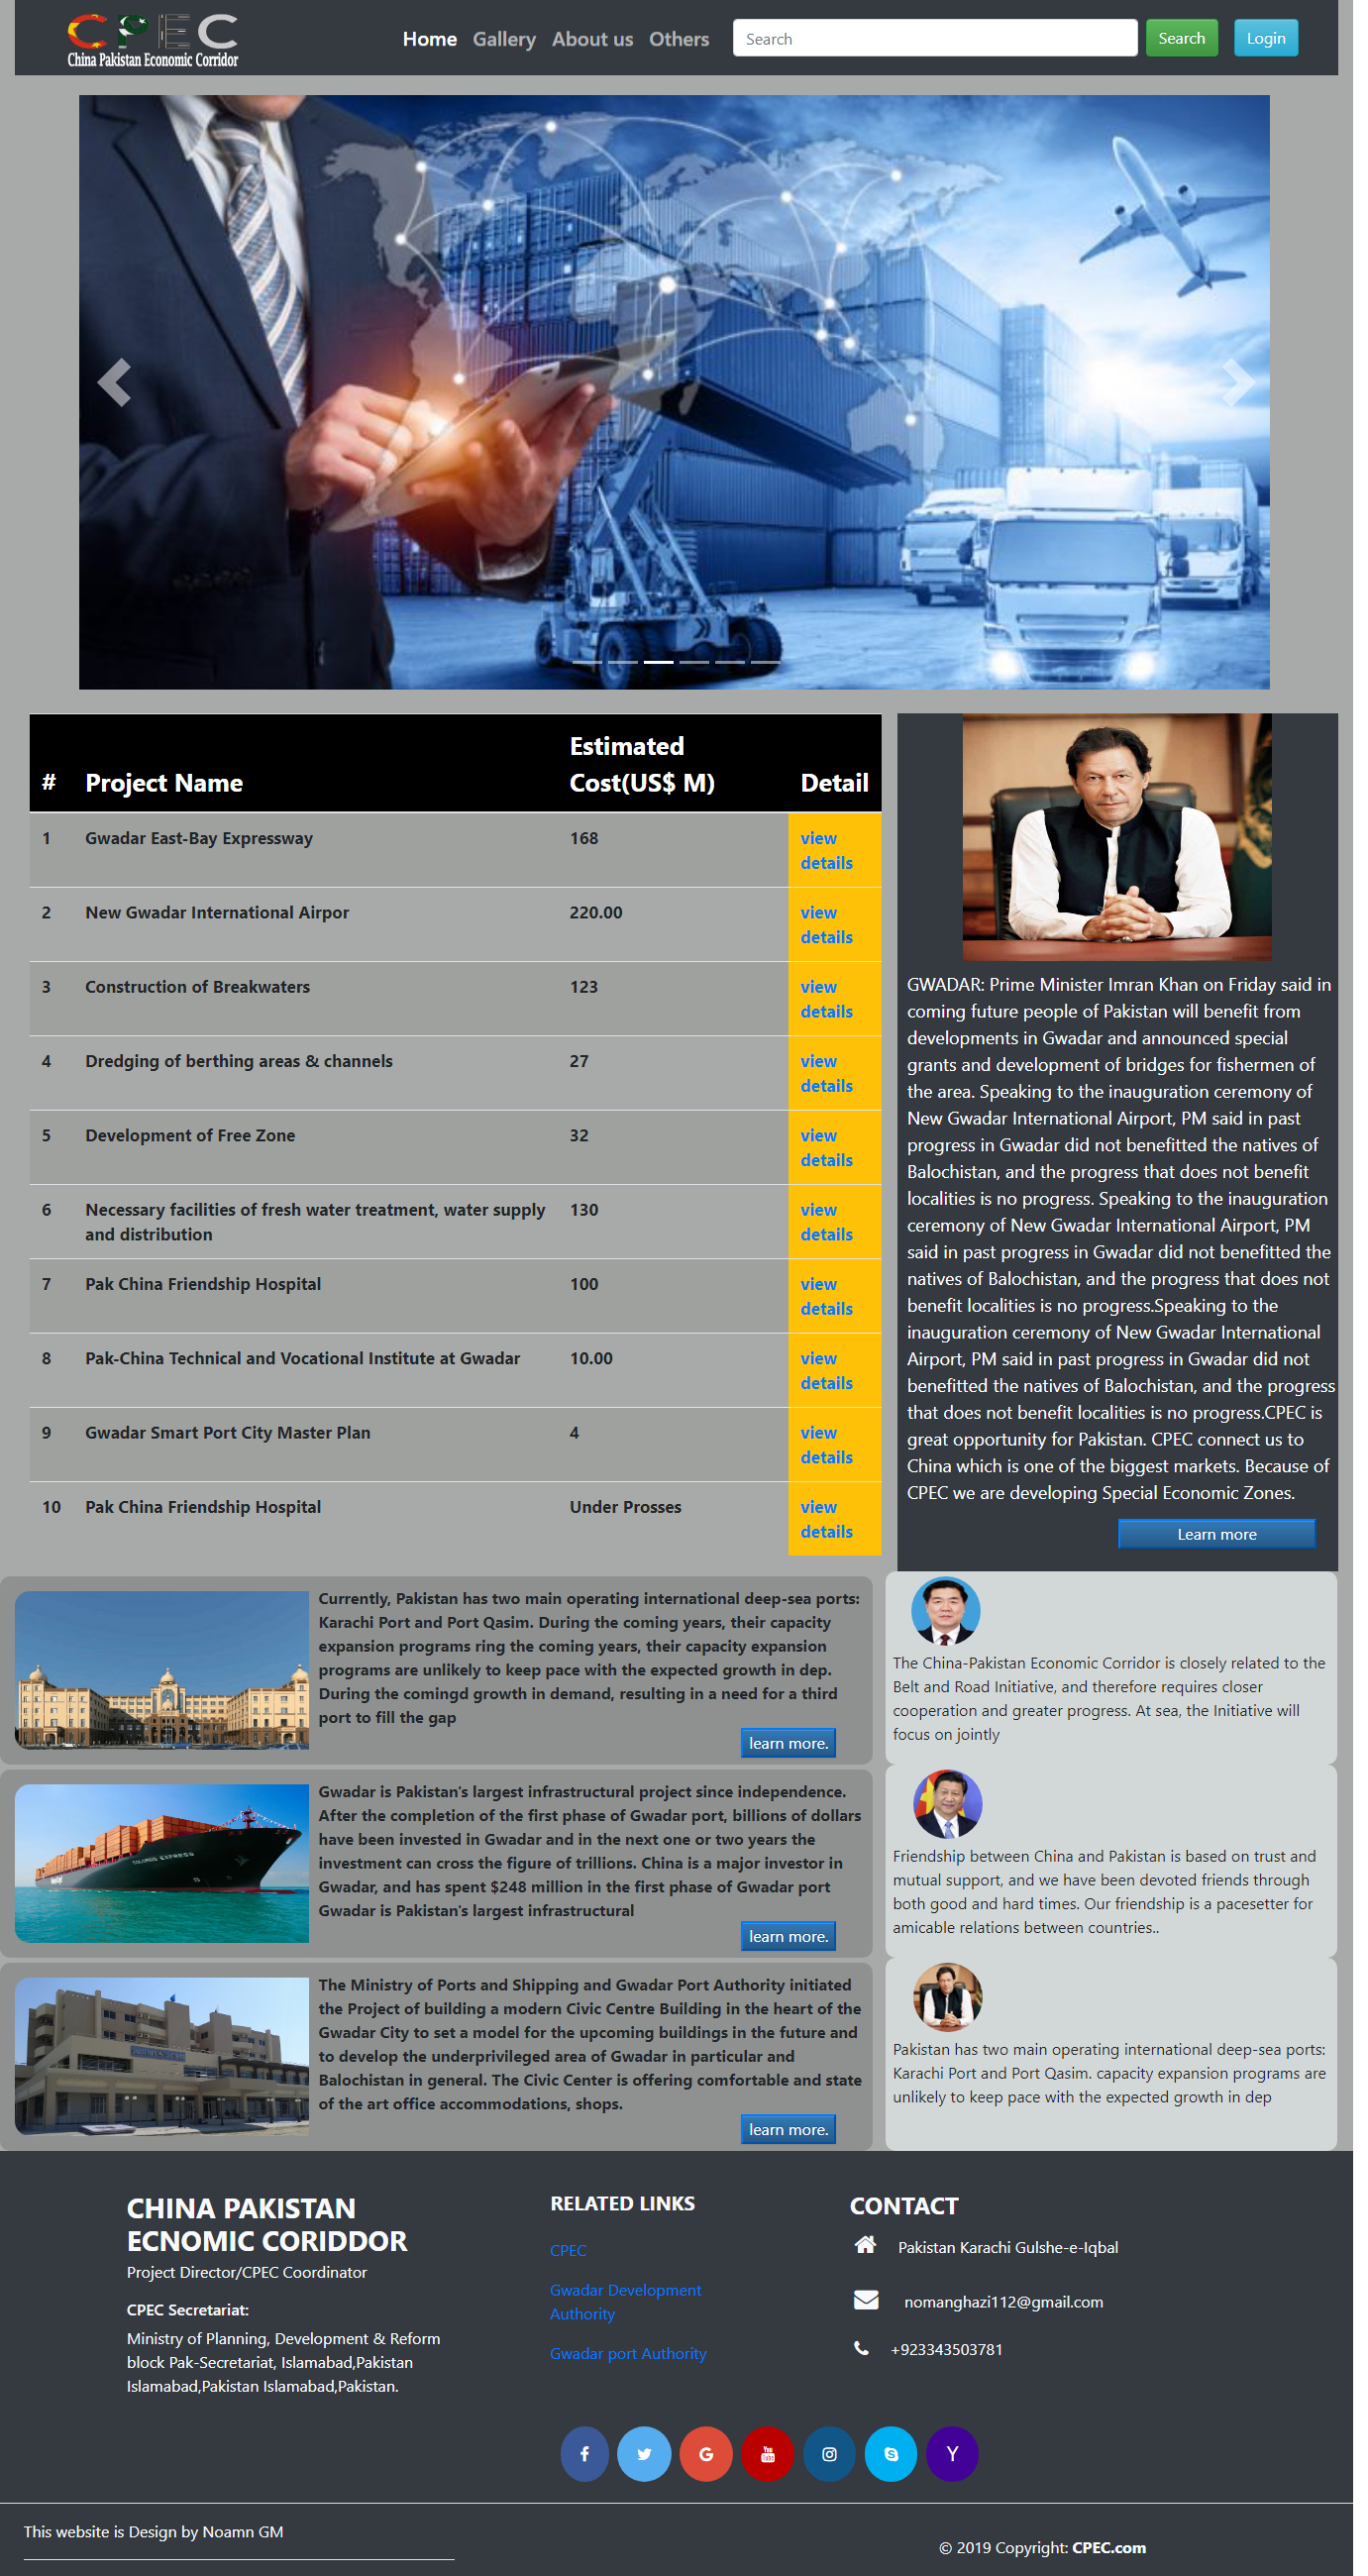 CPEC
China Pakistan Economic Corridor
Home Gallery About us Others Search Search Login
# Project Name Estimated Cost(US$ M) Detail
1 Gwadar East-Bay Expressway 168 view details
2 New Gwadar International Airpor 220.00 view details
3 Construction of Breakwaters 123 view details
4 Dredging of berthing areas & channels 27 view details
5 Development of Free Zone 32 view details
6 Necessary facilities of fresh water treatment, water supply and distribution 130 view details
7 Pak China Friendship Hospital 100 view details
8 Pak-China Technical and Vocational Institute at Gwadar 10.00 view details
9 Gwadar Smart Port City Master Plan 4 view details
10 Pak China Friendship Hospital Under Prosses view details
GWADAR: Prime Minister Imran Khan on Friday said in
coming future people of Pakistan will benefit from
developments in Gwadar and announced special
grants and development of bridges for fishermen of
the area. Speaking to the inauguration ceremony of
New Gwadar International Airport, PM said in past
progress in Gwadar did not benefitted the natives of
Balochistan, and the progress that does not benefit
localities is no progress. Speaking to the inauguration
ceremony of New Gwadar International Airport, PM
said in past progress in Gwadar did not benefitted the
natives of Balochistan, and the progress that does not
benefit localities is no progress.Speaking to the
inauguration ceremony of New Gwadar International
Airport, PM said in past progress in Gwadar did not
benefitted the natives of Balochistan, and the progress
that does not benefit localities is no progress.CPEC is
great opportunity for Pakistan. CPEC connect us to
China which is one of the biggest markets. Because of
CPEC we are developing Special Economic Zones.
Learn more
Currently, Pakistan has two main operating international deep-sea ports:
Karachi Port and Port Qasim. During the coming years, their capacity
expansion programs ring the coming years, their capacity expansion
programs are unlikely to keep pace with the expected growth in dep.
During the comingd growth in demand, resulting in a need for a third
port to fill the gap
learn more.
The China-Pakistan Economic Corridor is closely related to the
Belt and Road Initiative, and therefore requires closer
cooperation and greater progress. At sea, the Initiative will
focus on jointly
COLUMBO EXPRESS
Gwadar is Pakistan's largest infrastructural project since independence.
After the completion of the first phase of Gwadar port, billions of dollars
have been invested in Gwadar and in the next one or two years the
investment can cross the figure of trillions. China is a major investor in
Gwadar, and has spent $248 million in the first phase of Gwadar port
Gwadar is Pakistan's largest infrastructural
learn more.
Friendship between China and Pakistan is based on trust and
mutual support, and we have been devoted friends through
both good and hard times. Our friendship is a pacesetter for
amicable relations between countries..
The Ministry of Ports and Shipping and Gwadar Port Authority initiated
the Project of building a modern Civic Centre Building in the heart of the
Gwadar City to set a model for the upcoming buildings in the future and
to develop the underprivileged area of Gwadar in particular and
Balochistan in general. The Civic Center is offering comfortable and state
of the art office accommodations, shops.
learn more.
Pakistan has two main operating international deep-sea ports:
Karachi Port and Port Qasim. capacity expansion programs are
unlikely to keep pace with the expected growth in dep
CHINA PAKISTAN
ECNOMIC CORIDDOR
Project Director/CPEC Coordinator
CPEC Secretariat:
Ministry of Planning, Development & Reform
block Pak-Secretariat, Islamabad,Pakistan
Islamabad,Pakistan Islamabad,Pakistan.
RELATED LINKS
CPEC
Gwadar Development
Authority
Gwadar port Authority
CONTACT
Pakistan Karachi Gulshe-e-Iqbal
nomanghazi112@gmail.com
+923343503781
This website is Design by Noamn GM
© 2019 Copyright: CPEC.com